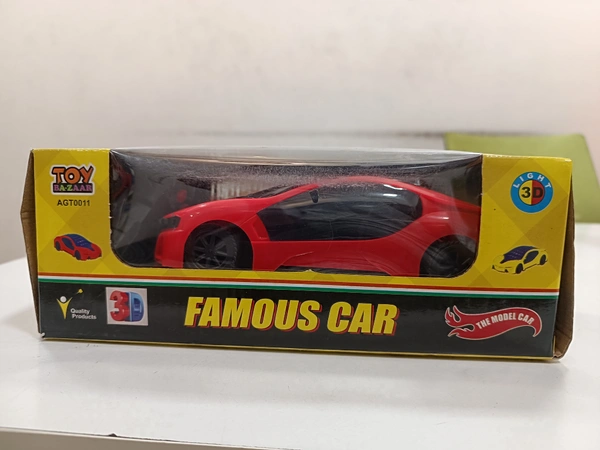 TOY
BA-ZAAR
AGT0011
LIGHT
3D
Quality
Products
3D
FAMOUS CAR
THE MODEL CAR